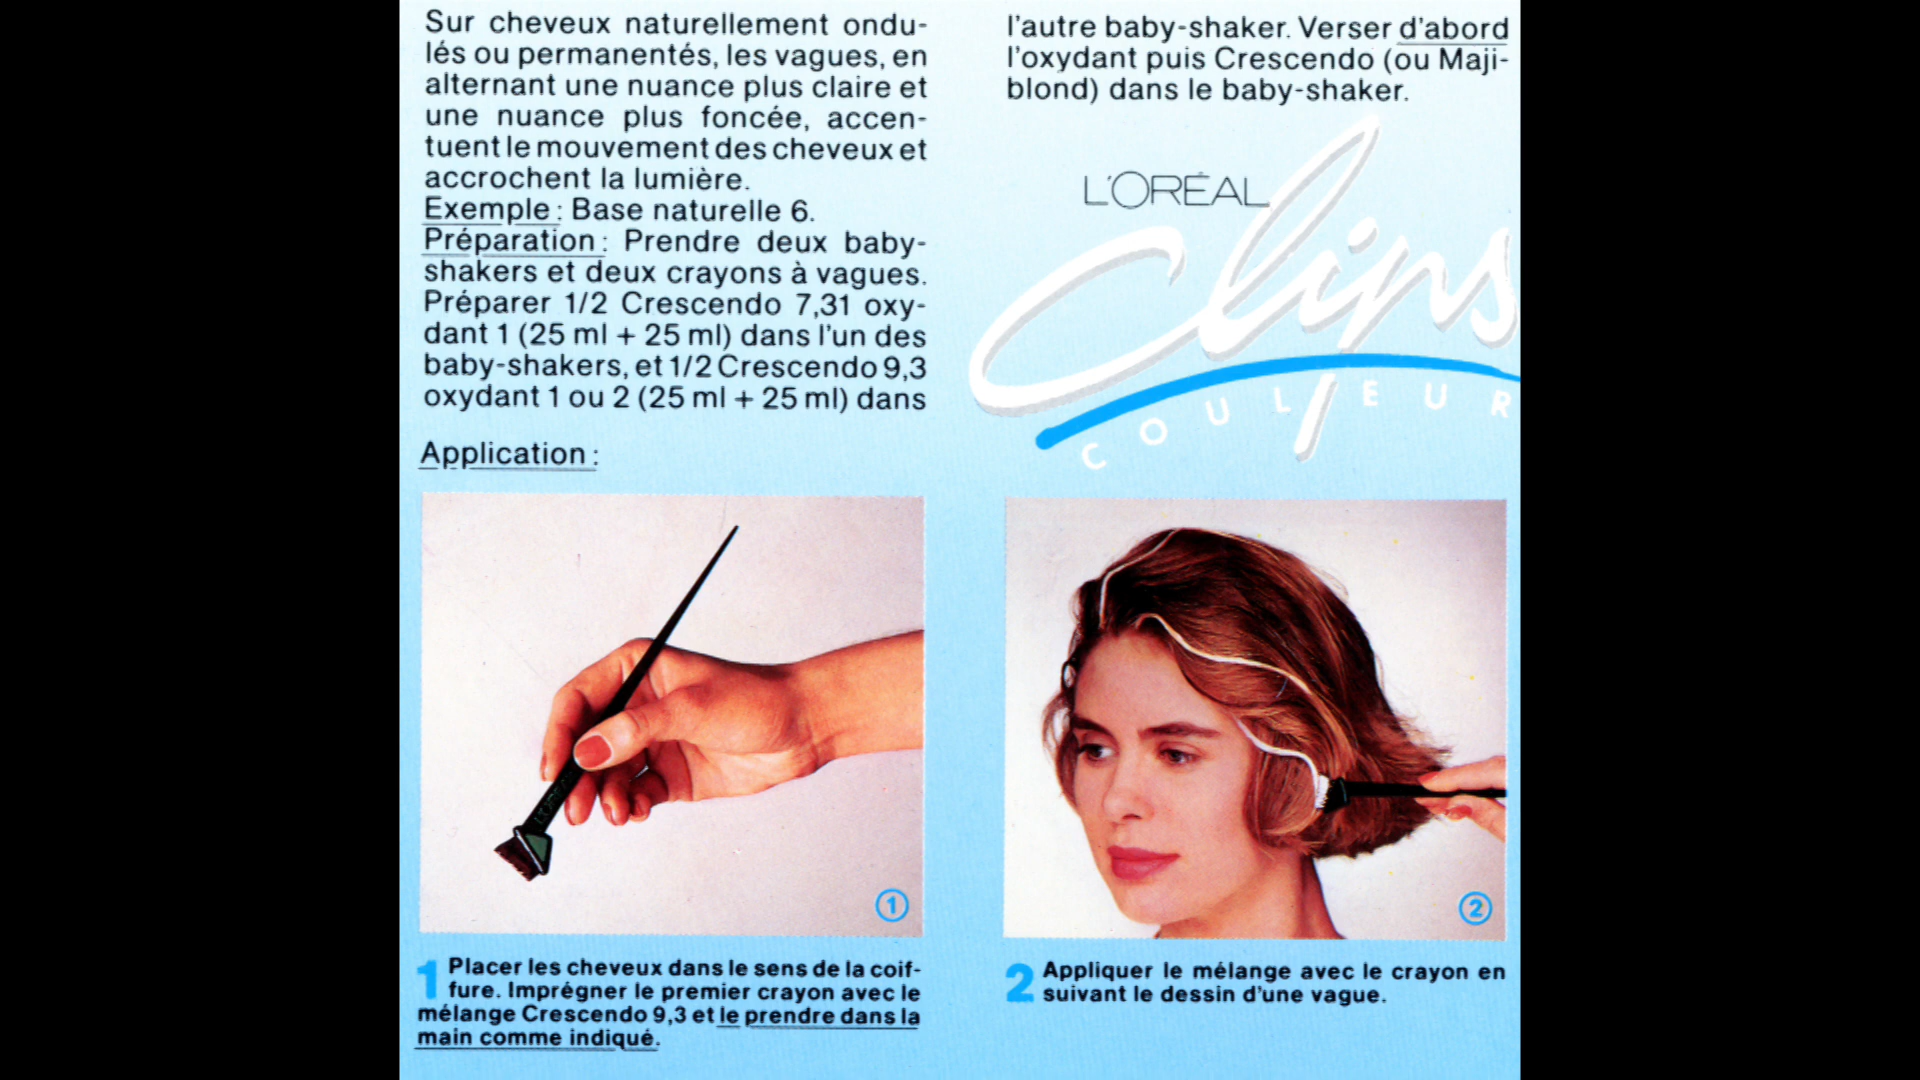 Sur cheveux naturellement ondu-
lés ou permanentés, les vagues, en
alternant une nuance plus claire et
une nuance plus foncée, accen-
tuent le mouvement des cheveux et
accrochent la lumière.
Exemple : Base naturelle 6.
Préparation : Prendre deux baby-
shakers et deux crayons à vagues.
Préparer 1/2 Crescendo 7,31 oxy-
dant 1 (25 ml + 25 ml) dans l'un des
baby-shakers, et 1/2 Crescendo 9,3
oxydant 1 ou 2 (25 ml + 25 ml) dans
l'autre baby-shaker. Verser d'abord
l'oxydant puis Crescendo (ou Maji-
blond) dans le baby-shaker.
L'ORÉAL
Clips
COULEUR
Application :
L'ORÉAL
1
2
1 Placer les cheveux dans le sens de la coif-
fure. Imprégner le premier crayon avec le
mélange Crescendo 9,3 et le prendre dans la
main comme indiqué.
2 Appliquer le mélange avec le crayon en
suivant le dessin d'une vague.